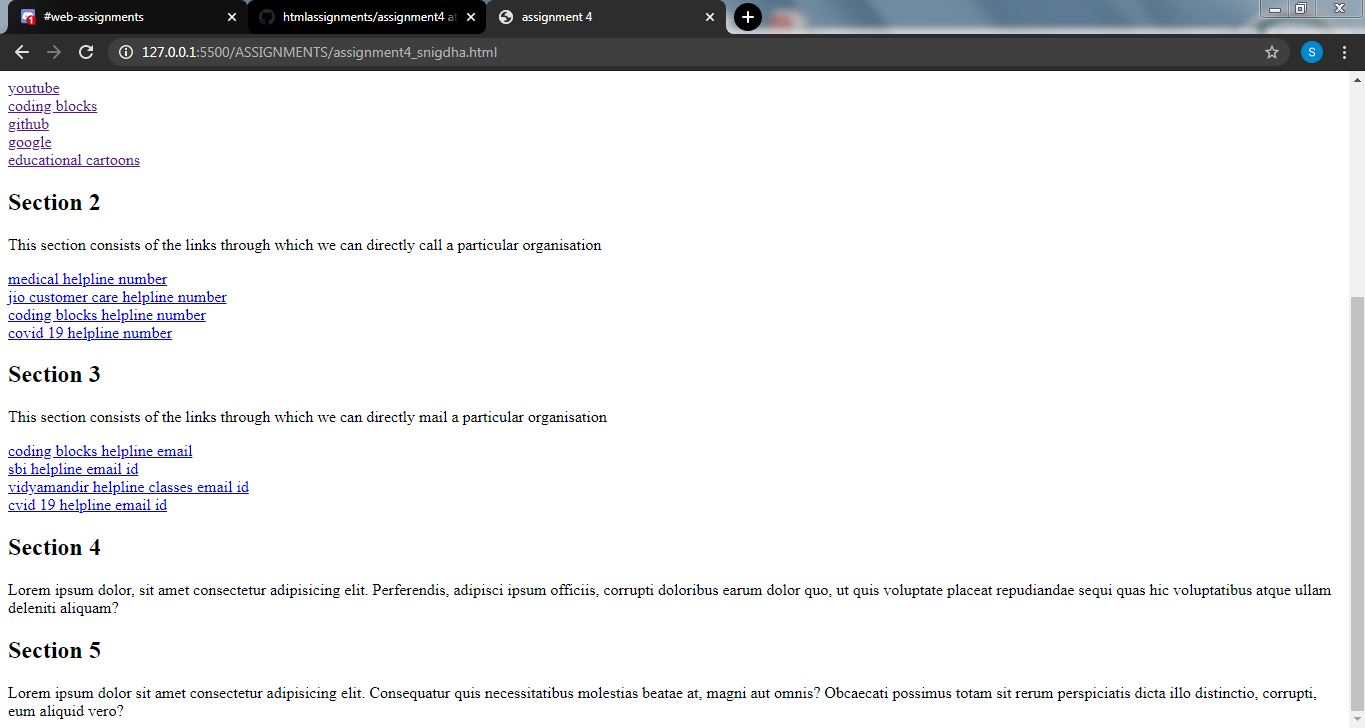 #web-assignments
htmlassignments/assignment4 at
assignment 4
127.0.0.1:5500/ASSIGNMENTS/assignment4_snigdha.html
S
youtube
coding blocks
github
google
educational cartoons
Section 2
This section consists of the links through which we can directly call a particular organisation
medical helpline number
jio customer care helpline number
coding blocks helpline number
covid 19 helpline number
Section 3
This section consists of the links through which we can directly mail a particular organisation
coding blocks helpline email
sbi helpline email id
vidyamandir helpline classes email id
cvid 19 helpline email id
Section 4
Lorem ipsum dolor, sit amet consectetur adipisicing elit. Perferendis, adipisci ipsum officiis, corrupti doloribus earum dolor quo, ut quis voluptate placeat repudiandae sequi quas hic voluptatibus atque ullam
deleniti aliquam?
Section 5
Lorem ipsum dolor sit amet consectetur adipisicing elit. Consequatur quis necessitatibus molestias beatae at, magni aut omnis? Obcaecati possimus totam sit rerum perspiciatis dicta illo distinctio, corrupti,
eum aliquid vero?